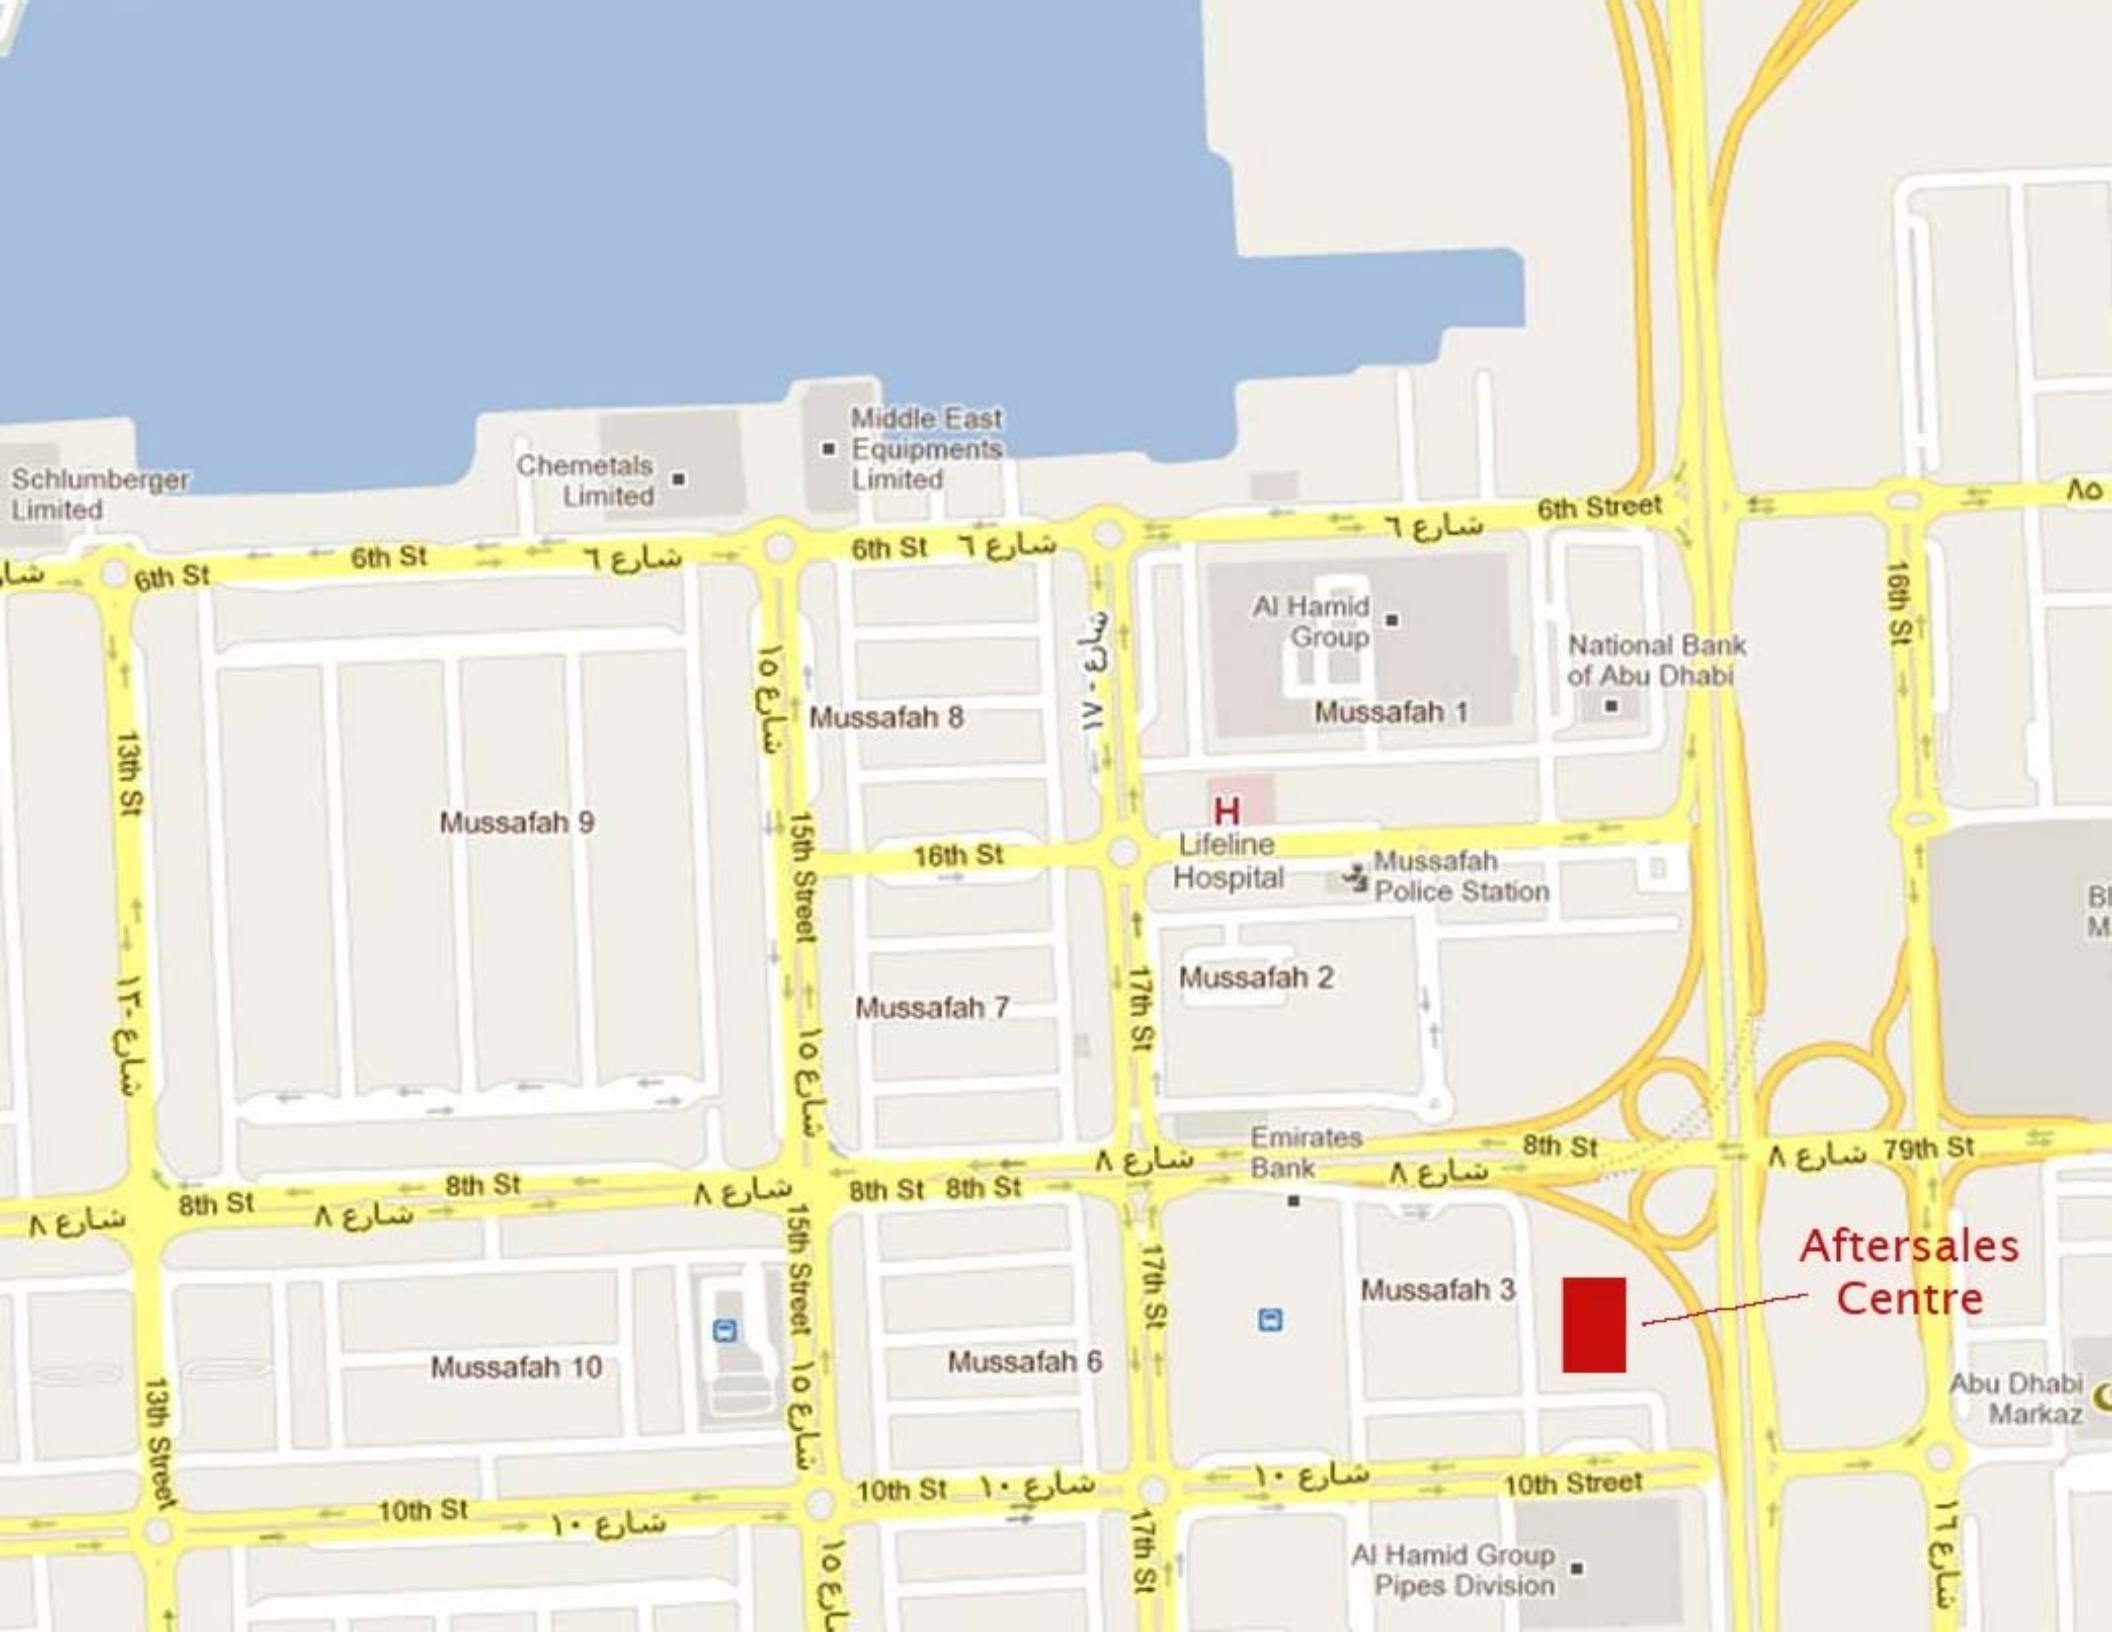 Middle East
Equipments
Limited
Chemetals
Limited
Schlumberger
Limited
6th Street
شارع ٦
٨٥
6th St
شارع ٦
6th St
شارع ٦
6th St
16th St
Al Hamid
Group
National Bank
of Abu Dhabi
Mussafah 1
شارع - ١٧
شارع ١٥
Mussafah 8
13th St
Mussafah 9
H
Lifeline
Hospital
Mussafah
Police Station
16th St
15th Street
Mussafah 2
17th St
Mussafah 7
شارع -١٣
شارع ١٥
Emirates
Bank
8th St
شارع ٨
79th St
شارع ٨
شارع ٨
8th St
8th St
شارع ٨
8th St
شارع ٨
8th St
شارع ٨
15th Street
17th St
Aftersales
Centre
Mussafah 3
Mussafah 6
Mussafah 10
شارع ١٥
13th Street
Abu Dhabi
Markaz
10th Street
شارع ١٠
10th St
شارع ١٠
10th St
شارع ١٠
17th St
شارع ١٦
Al Hamid Group
Pipes Division